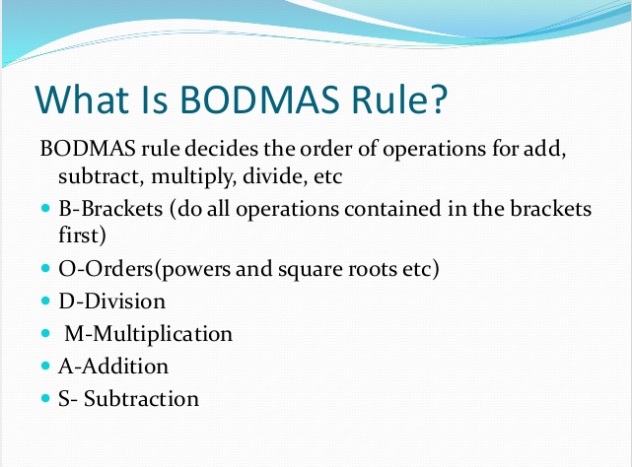 What Is BODMAS Rule?
BODMAS rule decides the order of operations for add,
subtract, multiply, divide, etc
• B-Brackets (do all operations contained in the brackets
first)
• O-Orders(powers and square roots etc)
• D-Division
• M-Multiplication
• A-Addition
• S- Subtraction